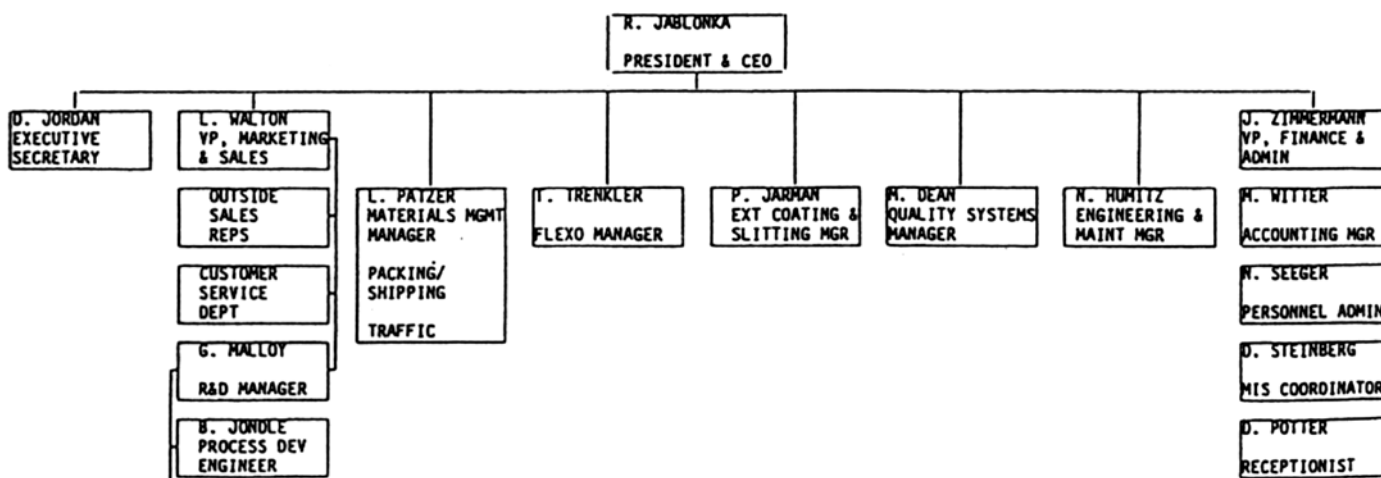 R. JABLONKA
PRESIDENT & CEO
D. JORDAN
EXECUTIVE
SECRETARY
L. WALTON
VP, MARKETING
& SALES
OUTSIDE
SALES
REPS
CUSTOMER
SERVICE
DEPT
G. MALLOY
R&D MANAGER
B. JONDLE
PROCESS DEV
ENGINEER
L. PATZER
MATERIALS MGMT
MANAGER
PACKING/
SHIPPING
TRAFFIC
T. TRENKLER
FLEXO MANAGER
P. JARMAN
EXT COATING &
SLITTING MGR
M. DEAN
QUALITY SYSTEMS
MANAGER
N. HUMITZ
ENGINEERING &
MAINT MGR
J. ZIMMERMANN
VP, FINANCE &
ADMIN
M. WITTER
ACCOUNTING MGR
N. SEEGER
PERSONNEL ADMIN
D. STEINBERG
MIS COORDINATOR
D. POTTER
RECEPTIONIST